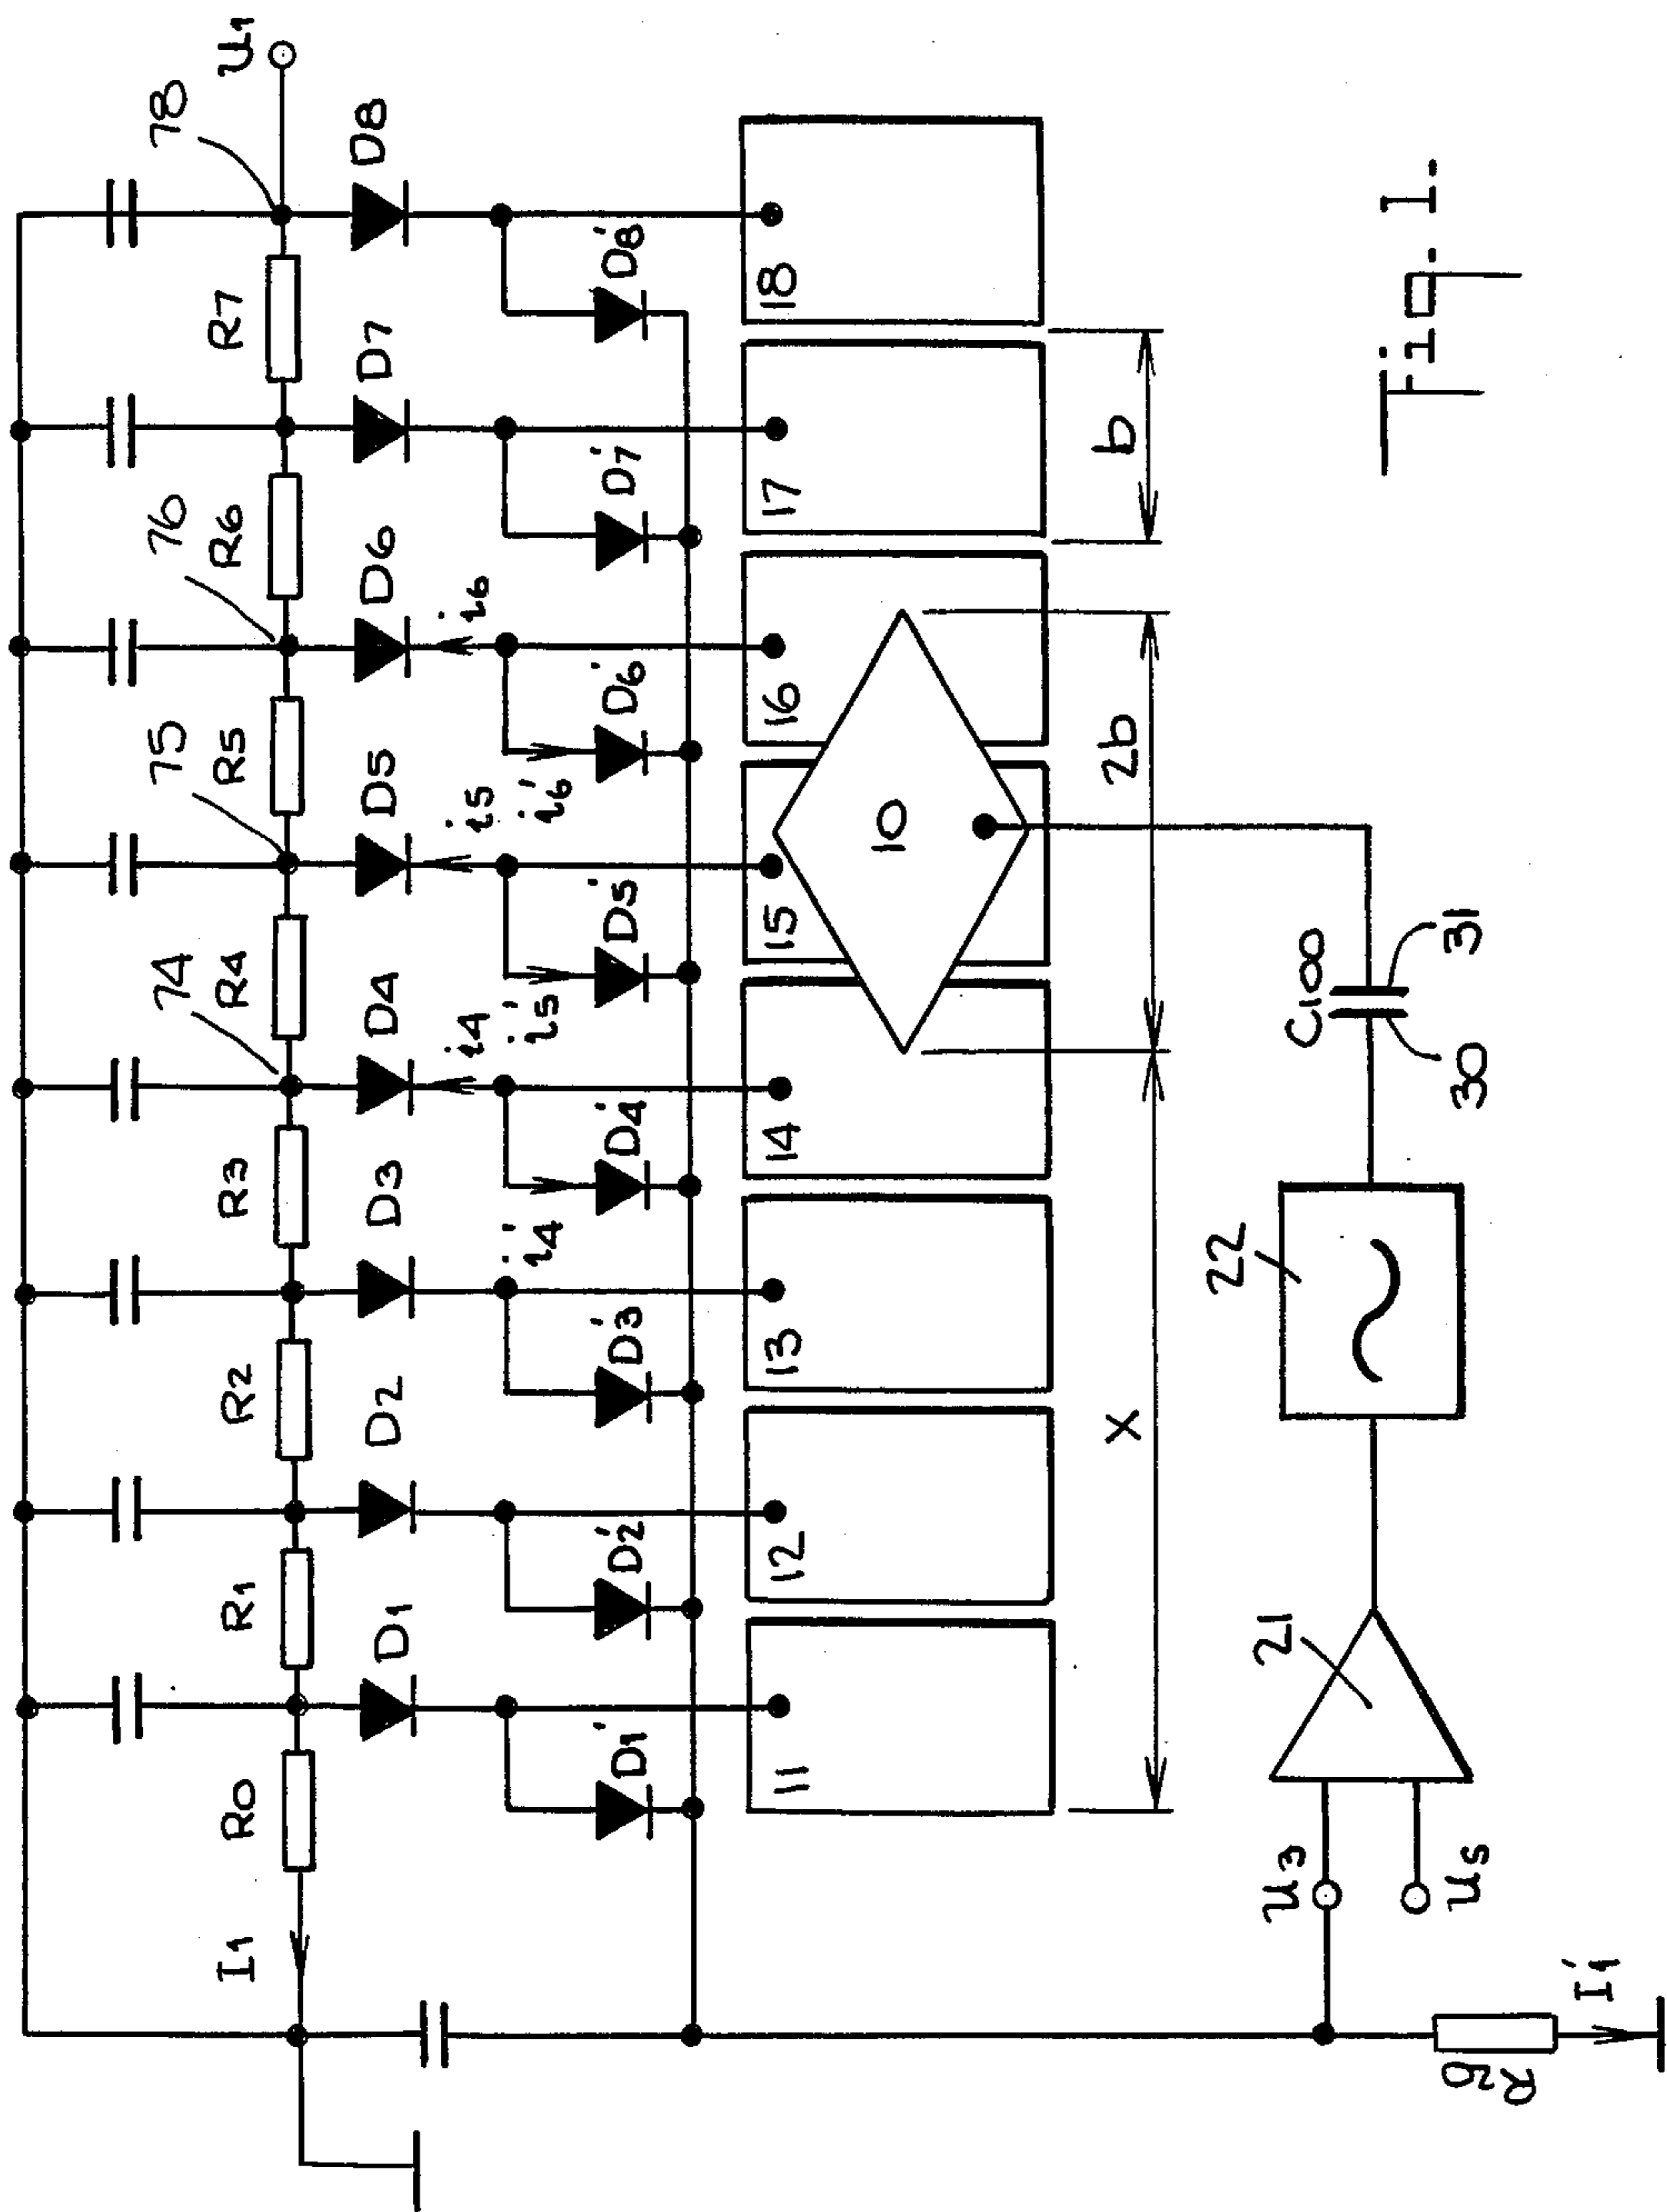 u1
78
R7
76
R6
75
R5
74
R4
R3
R2
R1
R0
I1
D8
D7
D6
D5
D4
D3
D2
D1
i6
i5
i4
i6'
i5'
i4'
D8'
D7'
D6'
D5'
D4'
D3'
D2'
D1'
18
17
16
15
14
13
12
11
10
b
2b
x
C100
31
30
22
21
u3
us
I1'
Fig. 1.